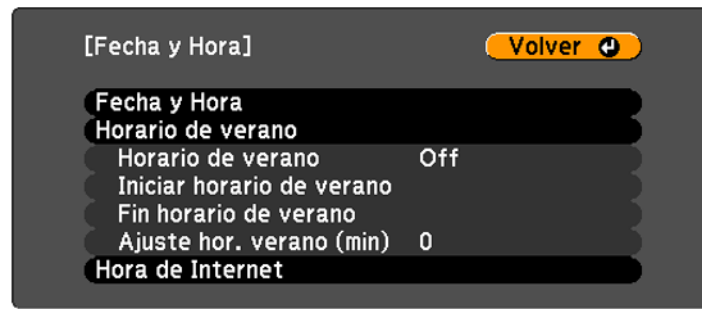 [Fecha y Hora]
Volver
Fecha y Hora
Horario de verano
Horario de verano Off
Iniciar horario de verano
Fin horario de verano
Ajuste hor. verano (min) 0
Hora de Internet